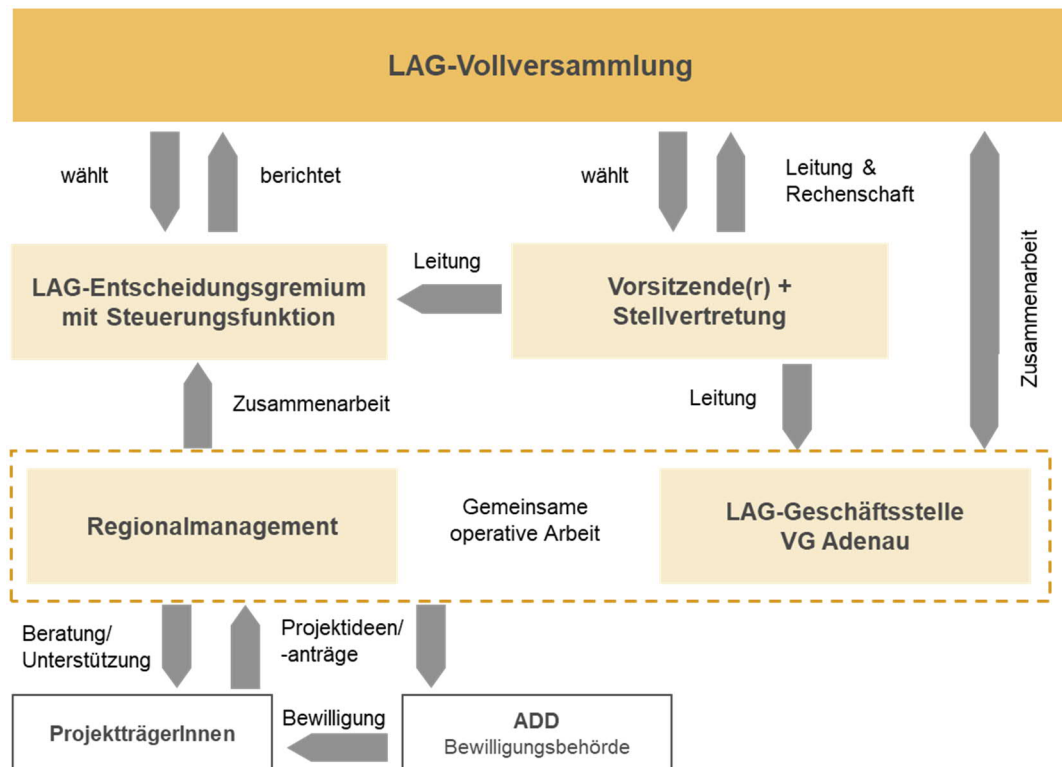 LAG-Vollversammlung
wählt
berichtet
wählt
Leitung &
Rechenschaft
Zusammenarbeit
LAG-Entscheidungsgremium
mit Steuerungsfunktion
Leitung
Vorsitzende(r) +
Stellvertretung
Zusammenarbeit
Leitung
Regionalmanagement
Gemeinsame
operative Arbeit
LAG-Geschäftsstelle
VG Adenau
Beratung/
Unterstützung
Projektideen/
-anträge
ProjektträgerInnen
Bewilligung
ADD
Bewilligungsbehörde